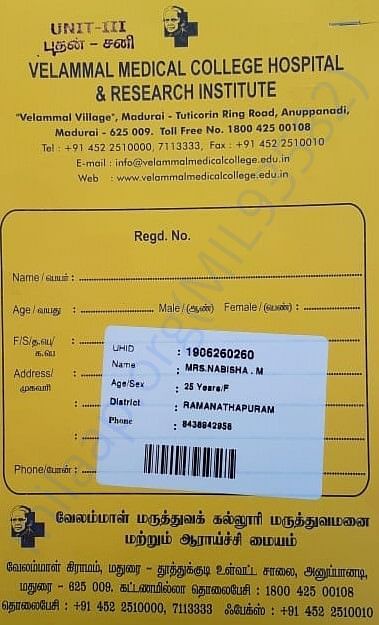 UNIT-III
புதன் - சனி
VELAMMAL MEDICAL COLLEGE HOSPITAL
& RESEARCH INSTITUTE
"Velammal Village", Madurai - Tuticorin Ring Road, Anuppanadi,
Madurai - 625 009. Toll Free No. 1800 425 00108
Tel : +91 452 2510000, 7113333, Fax : +91 452 2510010
E-mail : info@velammalmedicalcollege.edu.in
Web : www.velammalmedicalcollege.edu.in
Regd. No.
Name / பெயர் :
Age / வயது : Male / (ஆண்) Female / (பெண்) :
F/S/த.பெ/ :
க.பெ
Address/ :
முகவரி
UHID : 1906260260
Name : MRS.NABISHA . M
Age/Sex : 25 Years/F
District : RAMANATHAPURAM
Phone : 8438942956
Phone/போன் :
வேலம்மாள் மருத்துவக் கல்லூரி மருத்துவமனை
மற்றும் ஆராய்ச்சி மையம்
வேலம்மாள் கிராமம், மதுரை - தூத்துக்குடி உள்வட்ட சாலை, அனுப்பானடி,
மதுரை - 625 009. கட்டணமில்லா தொலைபேசி : 1800 425 00108
தொலைபேசி : +91 452 2510000, 7113333 ஃபேக்ஸ் : +91 452 2510010